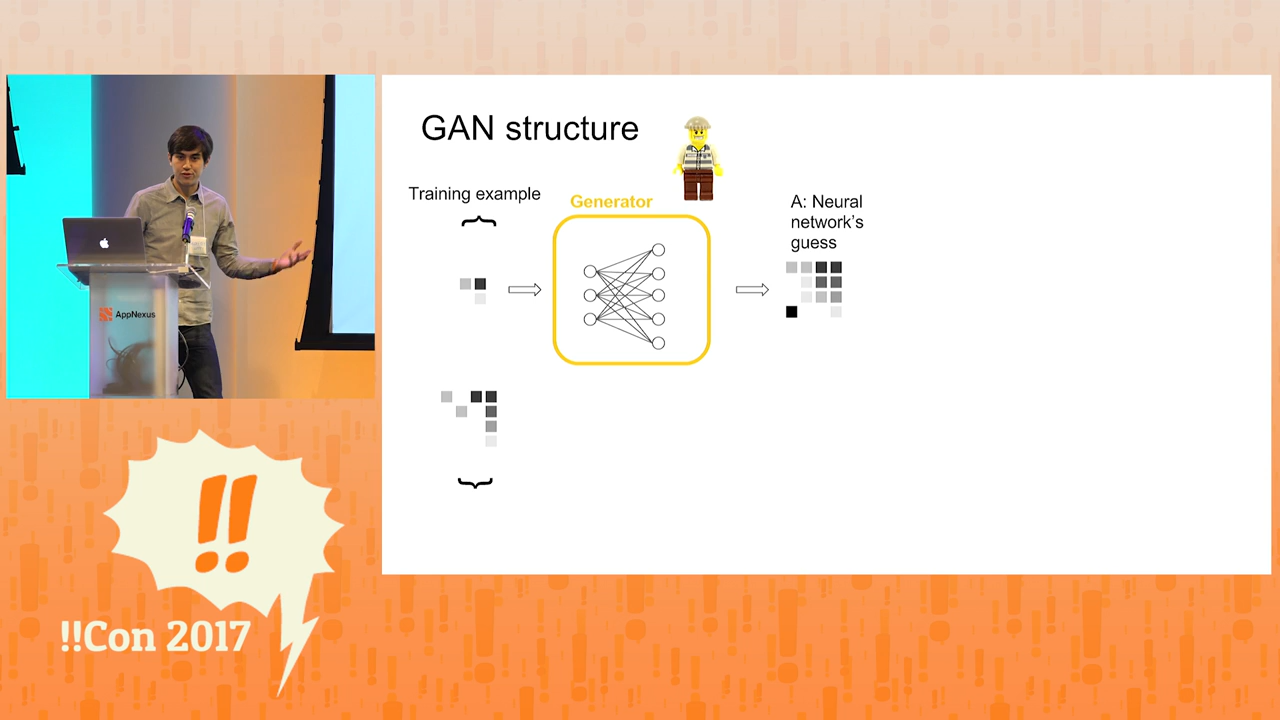 GAN structure
Training example
Generator
A: Neural
network's
guess
AppNexus
!!
!!Con 2017